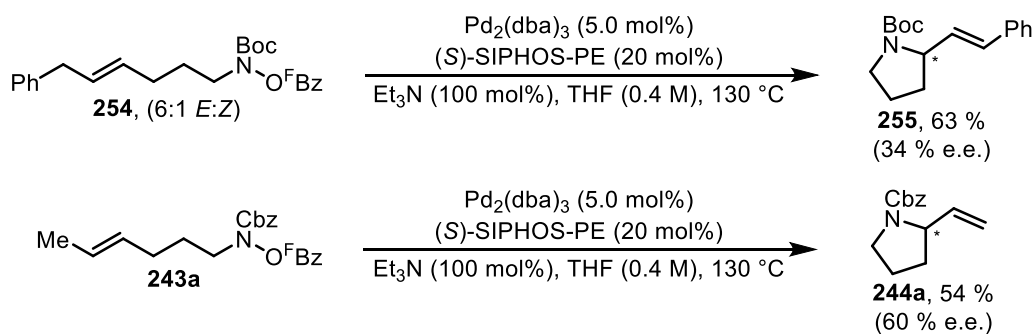 Ph
Boc
N
O
FBz
254, (6:1 E:Z)
Pd2(dba)3 (5.0 mol%)
(S)-SIPHOS-PE (20 mol%)
Et3N (100 mol%), THF (0.4 M), 130 °C
Boc
N
*
Ph
255, 63 %
(34 % e.e.)
Me
Cbz
N
O
FBz
243a
Pd2(dba)3 (5.0 mol%)
(S)-SIPHOS-PE (20 mol%)
Et3N (100 mol%), THF (0.4 M), 130 °C
Cbz
N
*
244a, 54 %
(60 % e.e.)